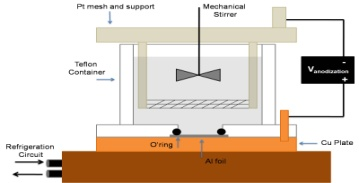 Pt mesh and support
Mechanical
Stirrer
Teflon
Container
-
Vanodization
+
O'ring
Cu Plate
Refrigeration
Circuit
Al foil